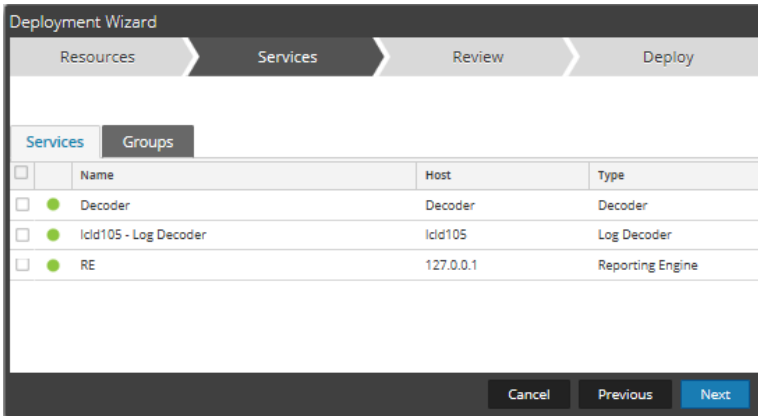 Deployment Wizard
Resources Services Review Deploy
Services Groups
Name Host Type
Decoder Decoder Decoder
lcld105 - Log Decoder lcld105 Log Decoder
RE 127.0.0.1 Reporting Engine
Cancel Previous Next